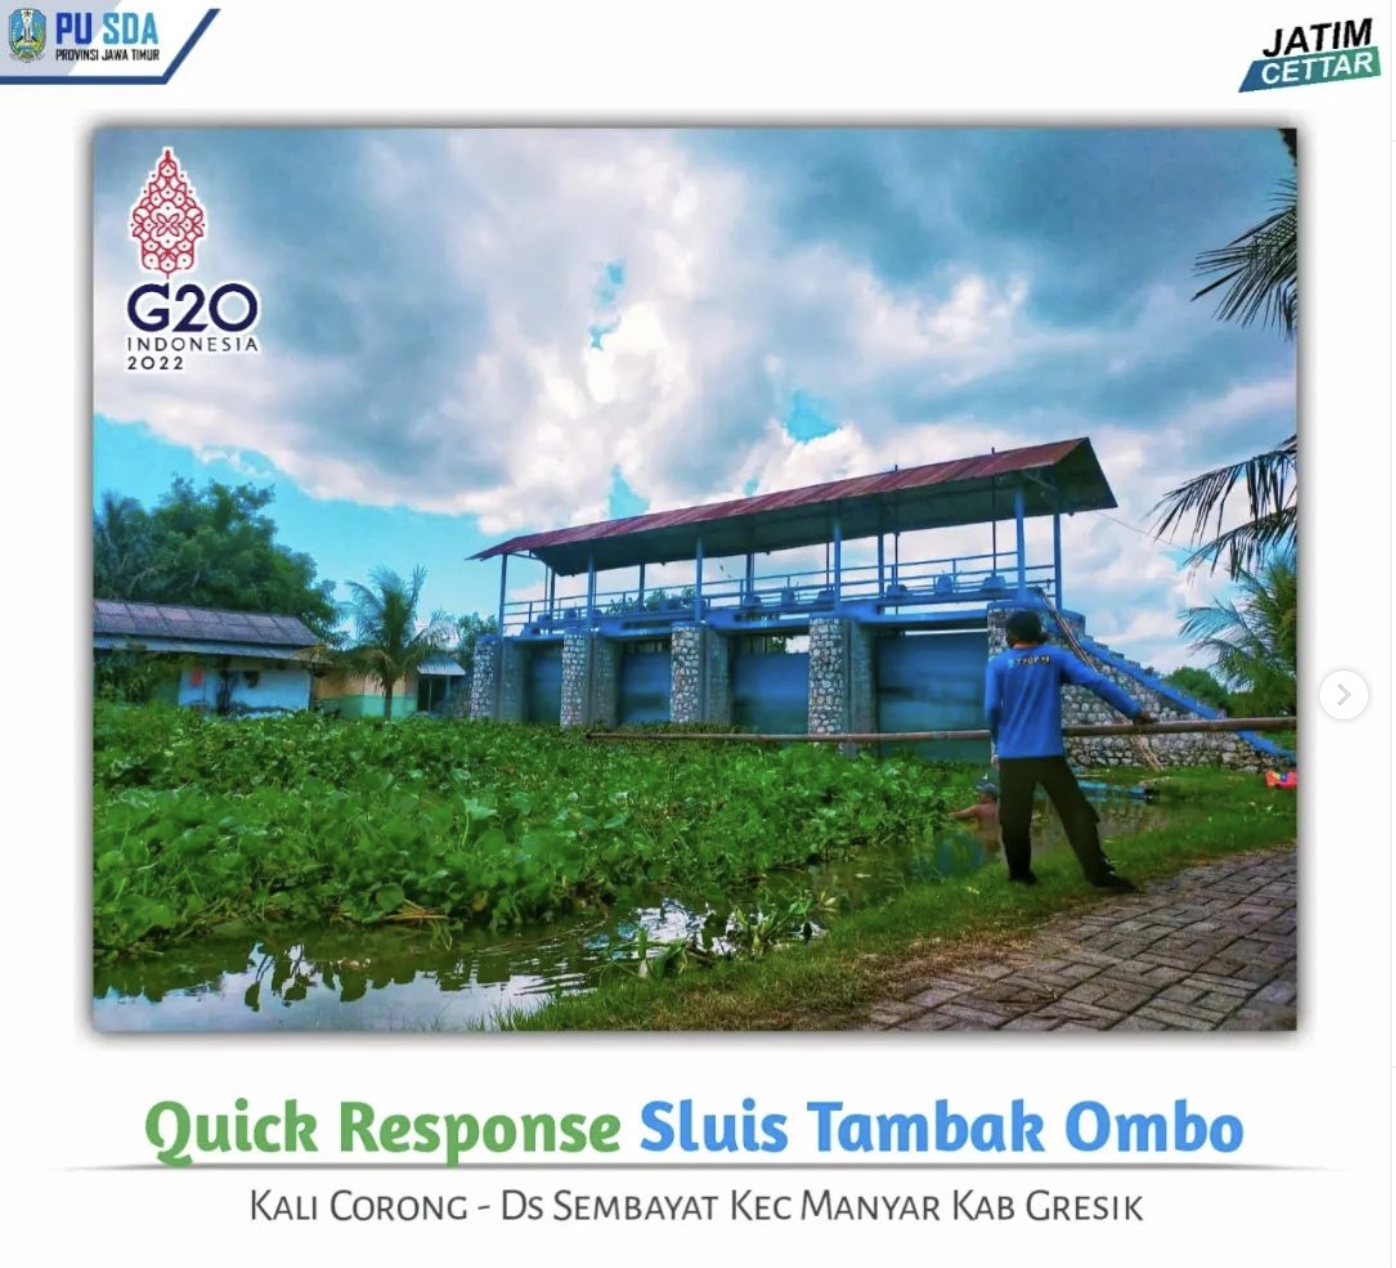 PU SDA
PROVINSI JAWA TIMUR
JATIM
CETTAR
G20
INDONESIA
2022
Quick Response Sluis Tambak Ombo
KALI CORONG - DS SEMBAYAT KEC MANYAR KAB GRESIK